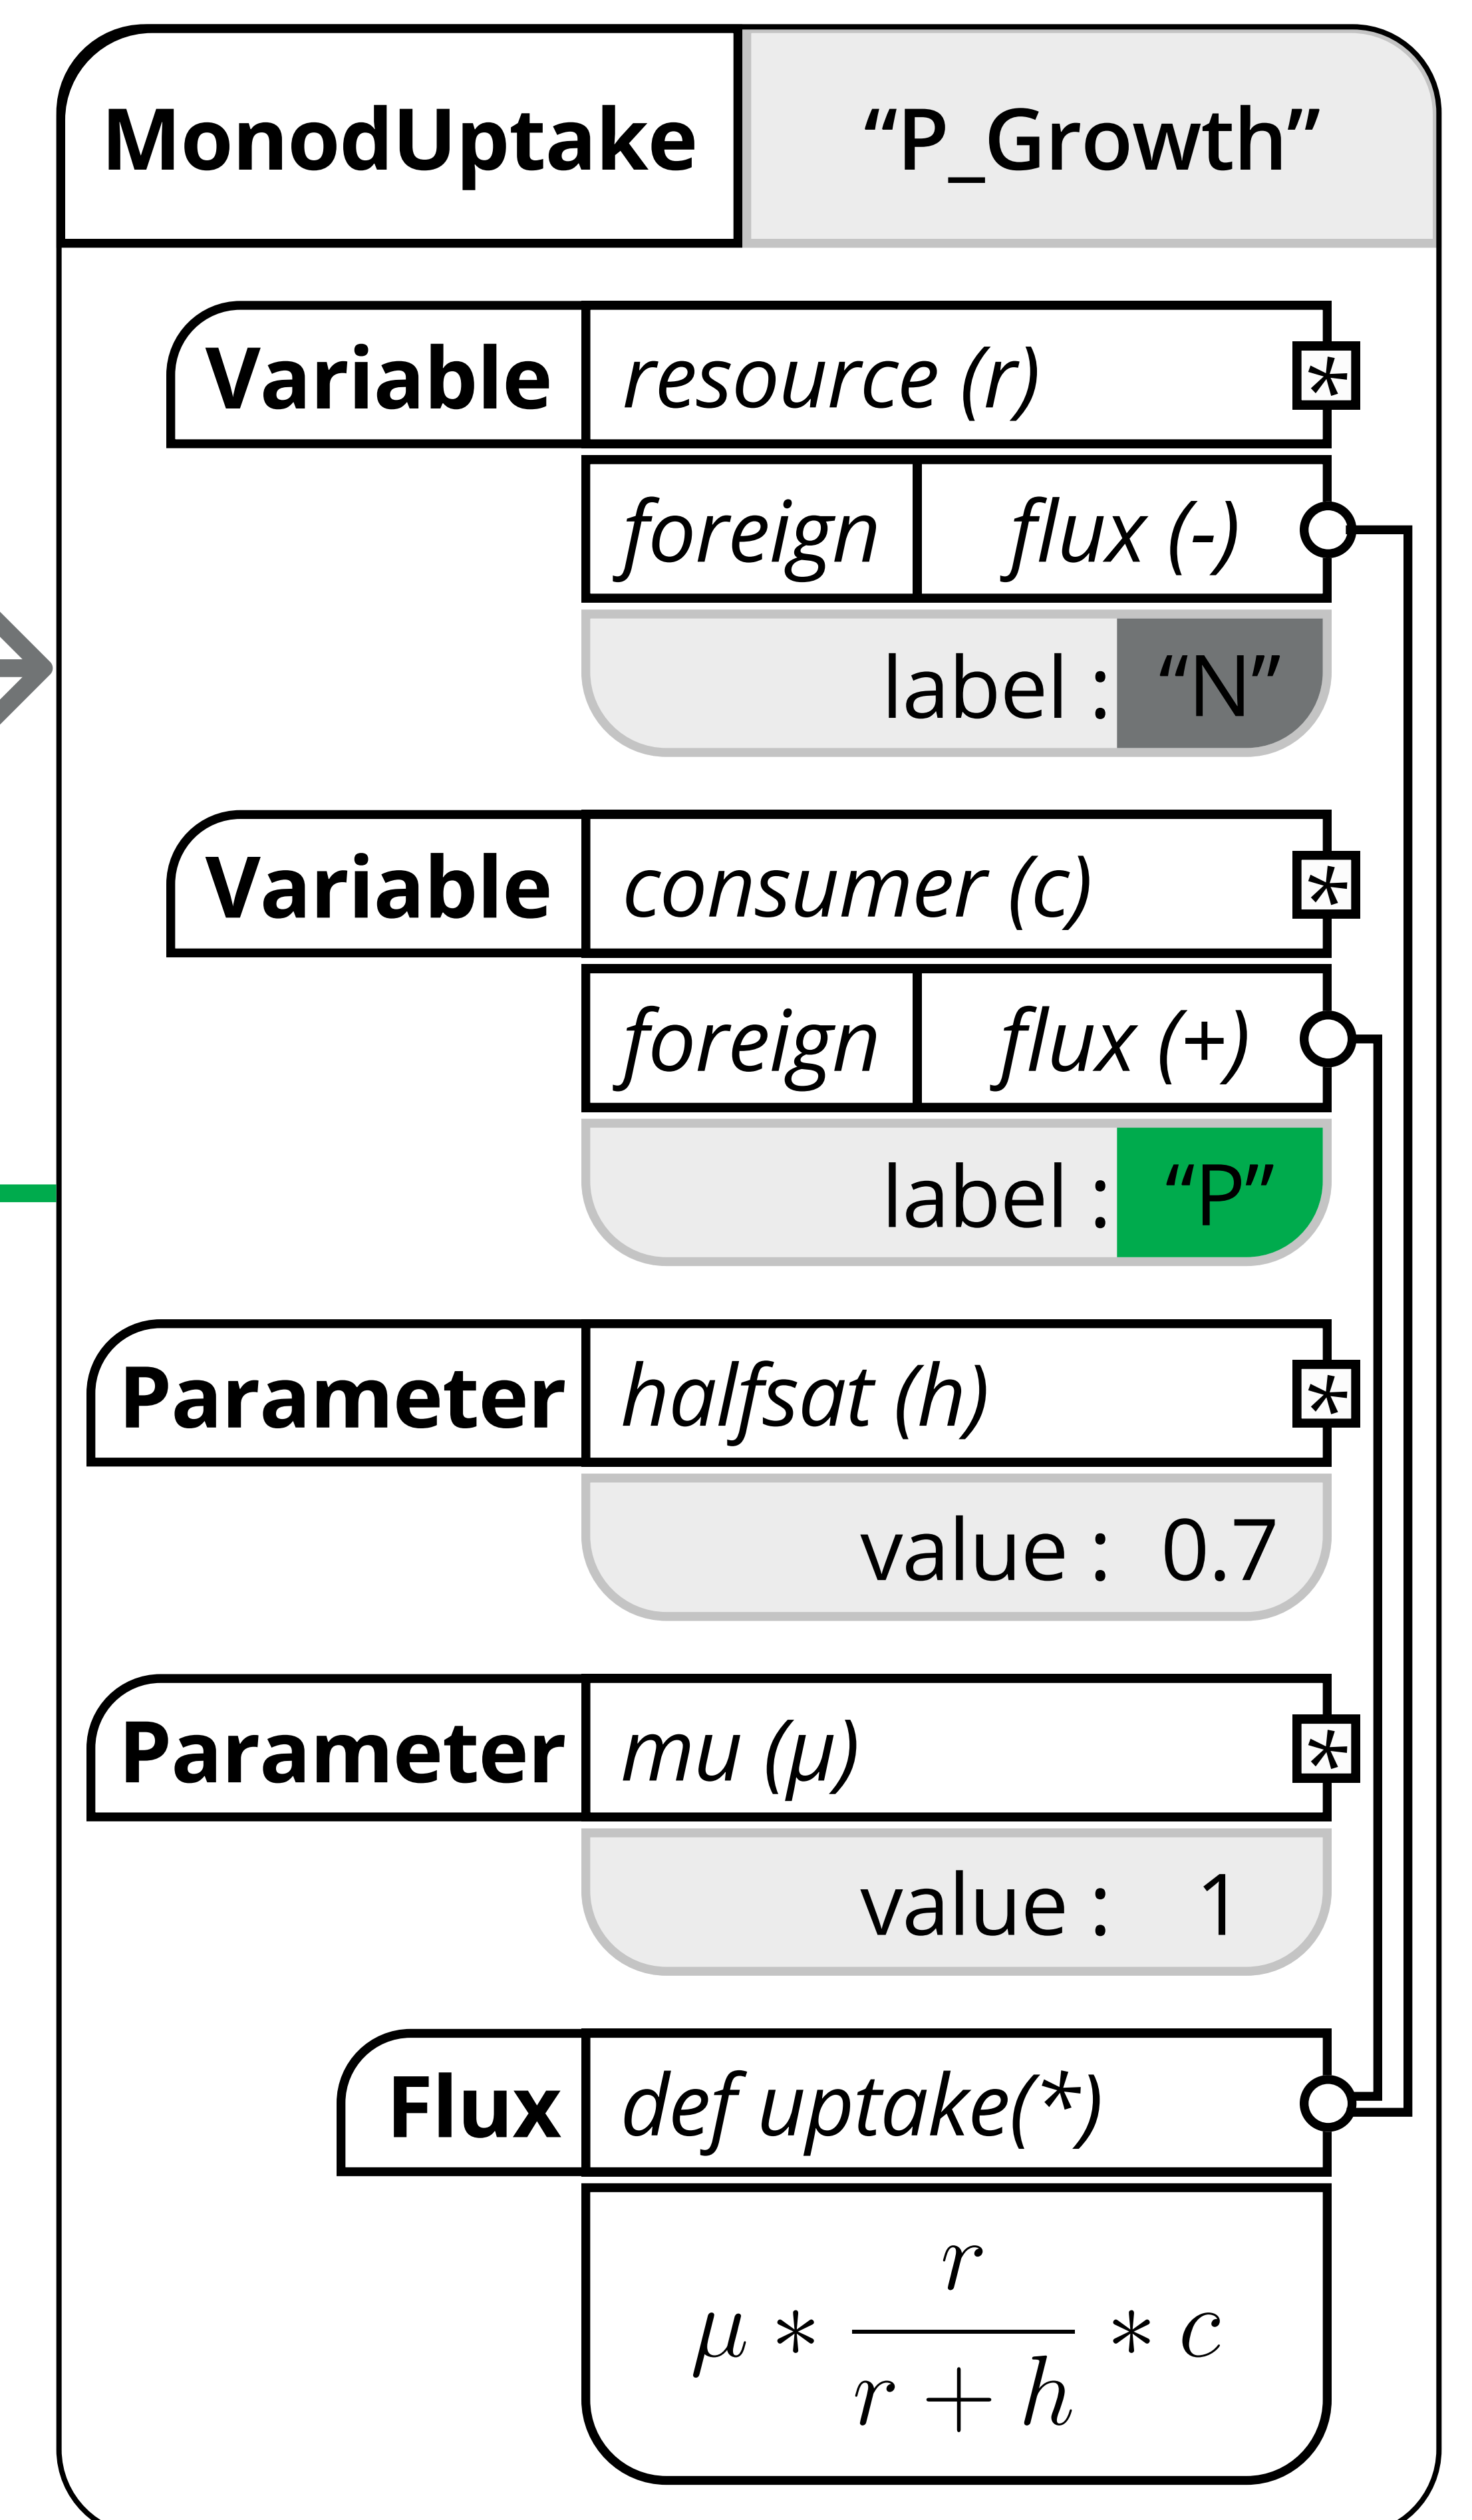 MonodUptake “P_Growth”
Variable resource (r) *
foreign flux (-)
label : “N”
Variable consumer (c) *
foreign flux (+)
label : “P”
Parameter halfsat (h) *
value : 0.7
Parameter mu (μ) *
value : 1
Flux def uptake(*)
r
μ * ― * c
r + h